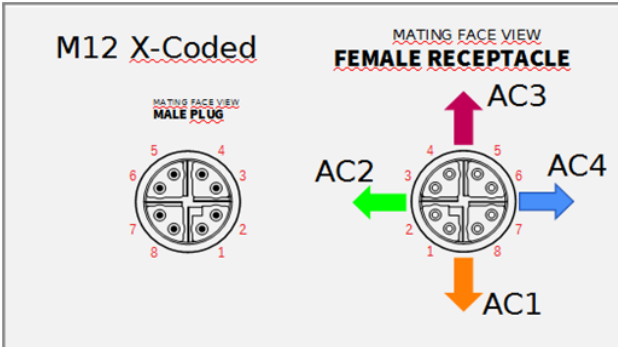 M12 X-Coded
MATING FACE VIEW
FEMALE RECEPTACLE
MATING FACE VIEW
MALE PLUG
AC3
AC2
AC4
AC1
5 4
6 3
7 2
8 1
4 5
3 6
2 7
1 8